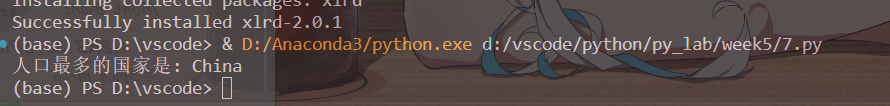 Installing collected packages: xlrd
Successfully installed xlrd-2.0.1
(base) PS D:\vscode> & D:/Anaconda3/python.exe d:/vscode/python/py_lab/week5/7.py
人口最多的国家是: China
(base) PS D:\vscode>